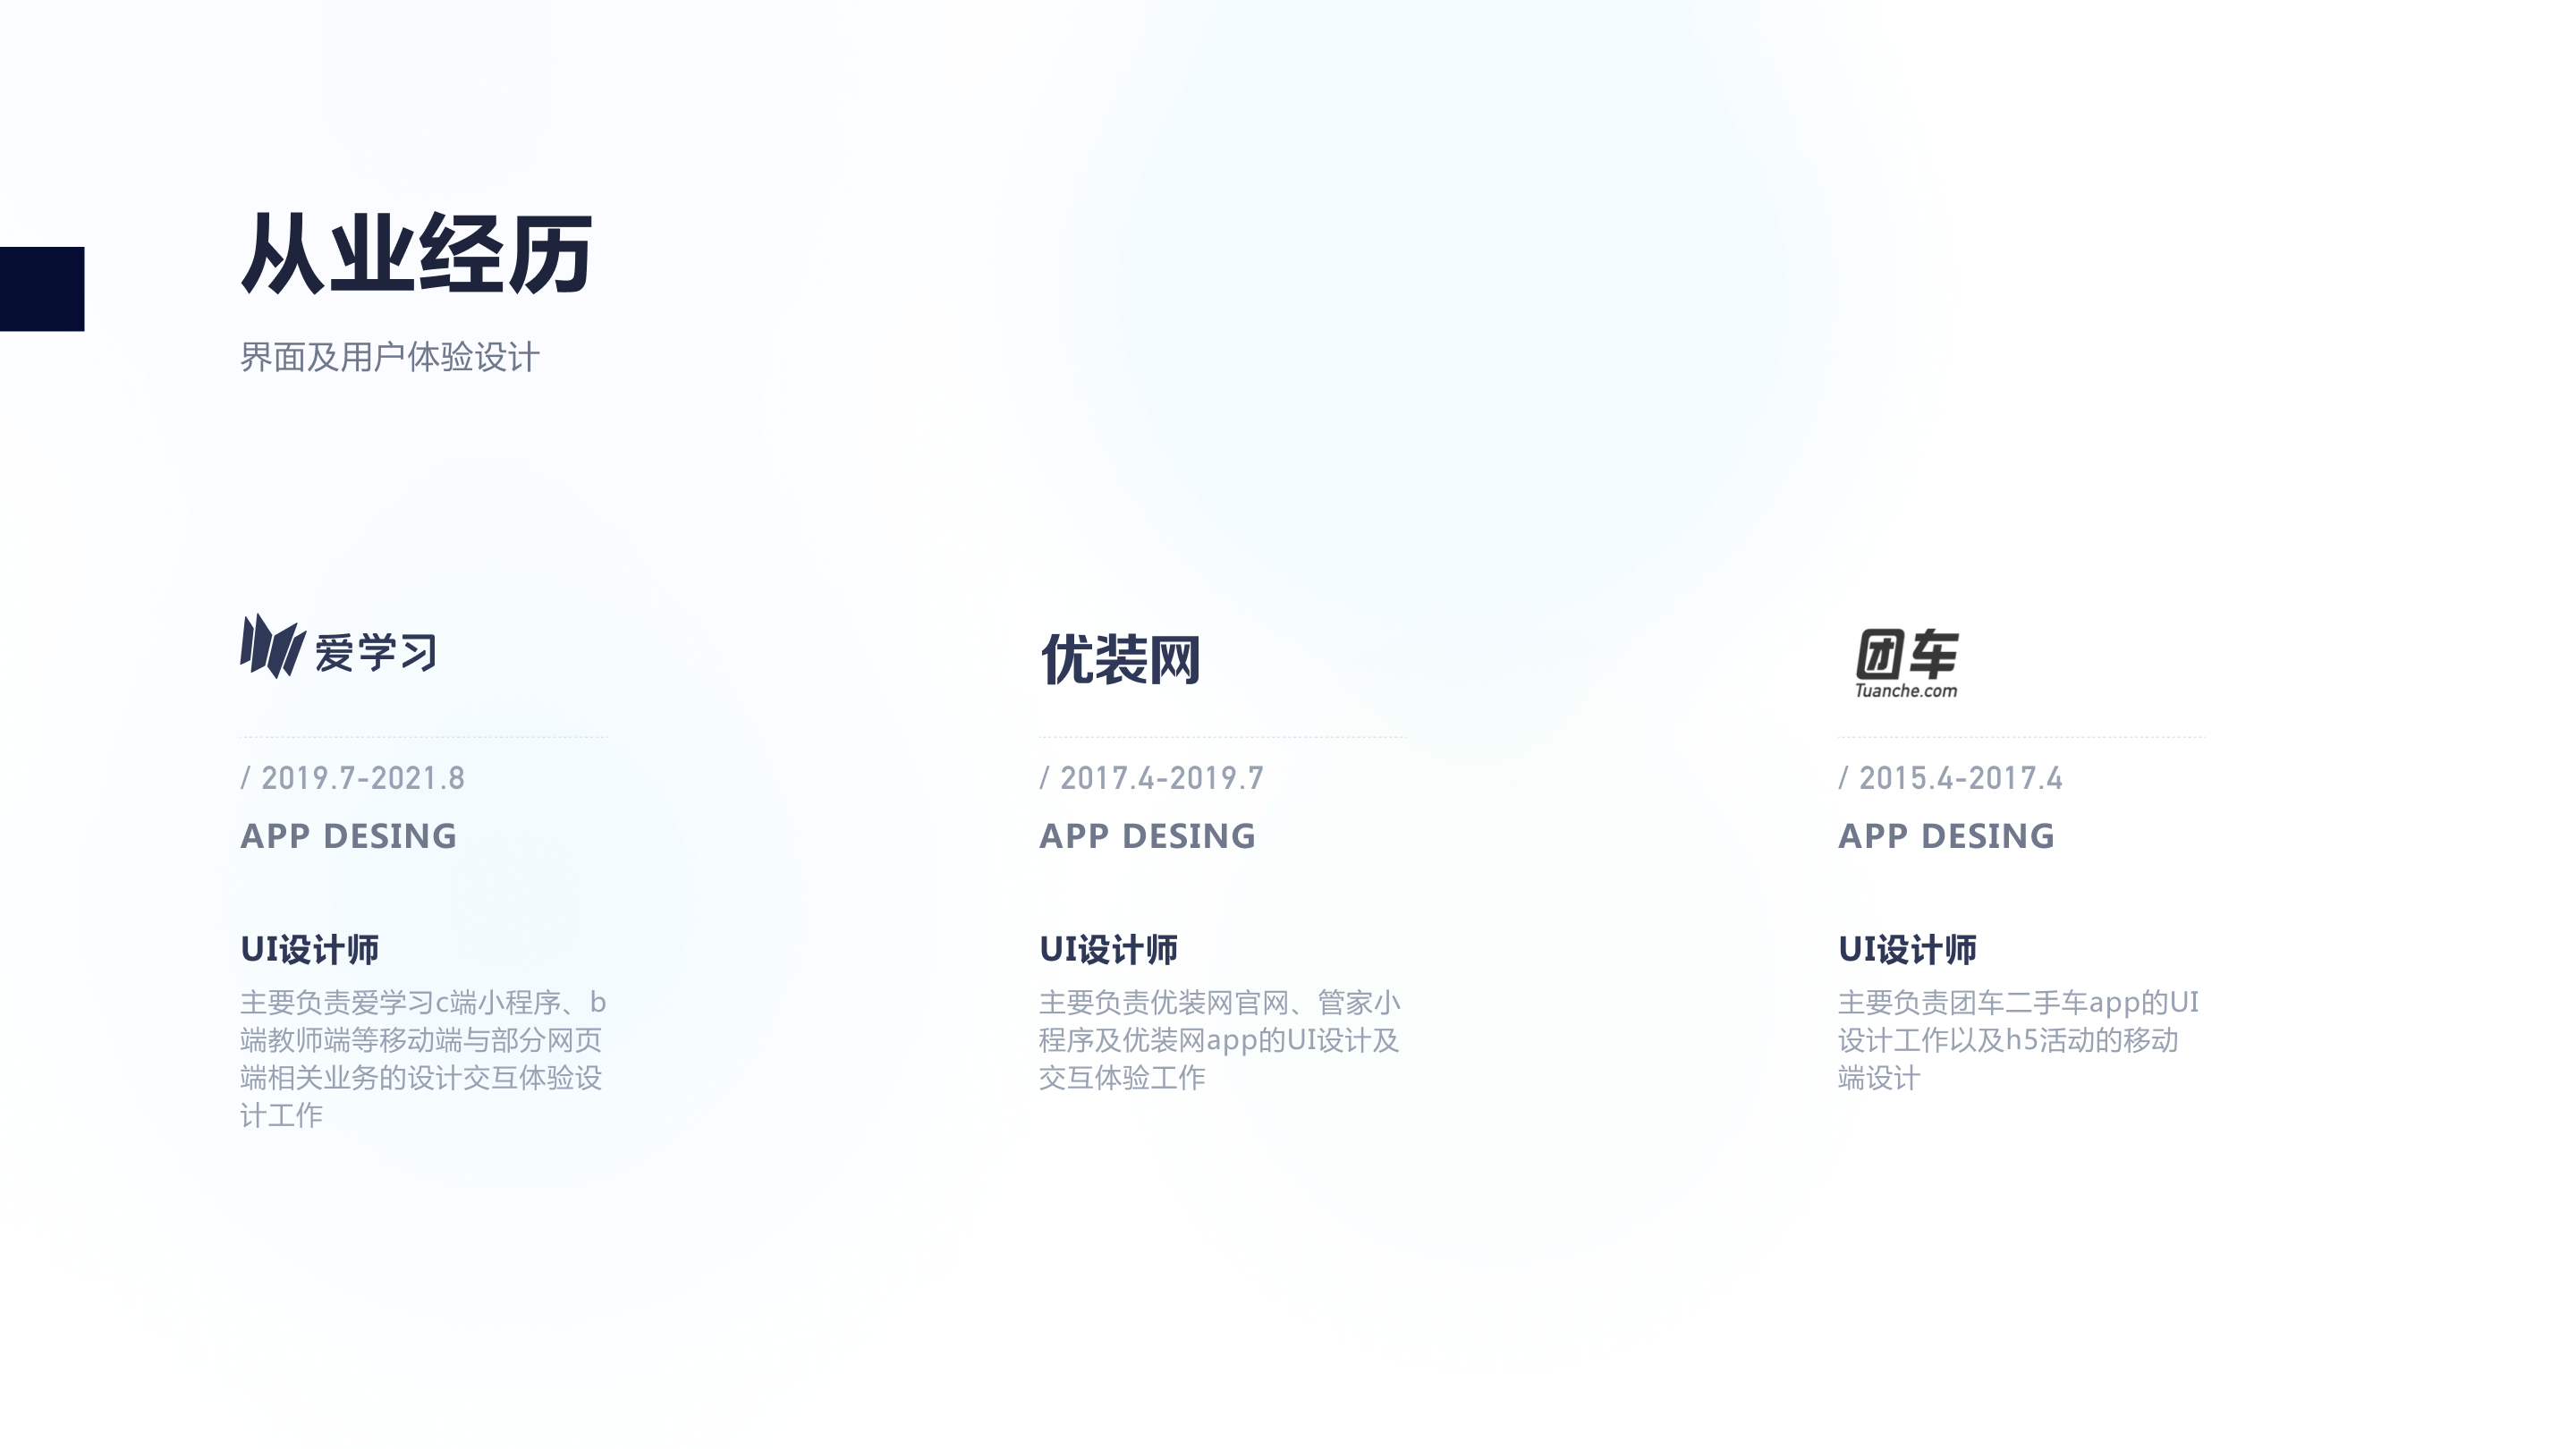 从业经历
界面及用户体验设计
爱学习
/ 2019.7-2021.8
APP DESING
UI设计师
主要负责爱学习c端小程序、b
端教师端等移动端与部分网页
端相关业务的设计交互体验设
计工作
优装网
/ 2017.4-2019.7
APP DESING
UI设计师
主要负责优装网官网、管家小
程序及优装网app的UI设计及
交互体验工作
团车
Tuanche.com
/ 2015.4-2017.4
APP DESING
UI设计师
主要负责团车二手车app的UI
设计工作以及h5活动的移动
端设计